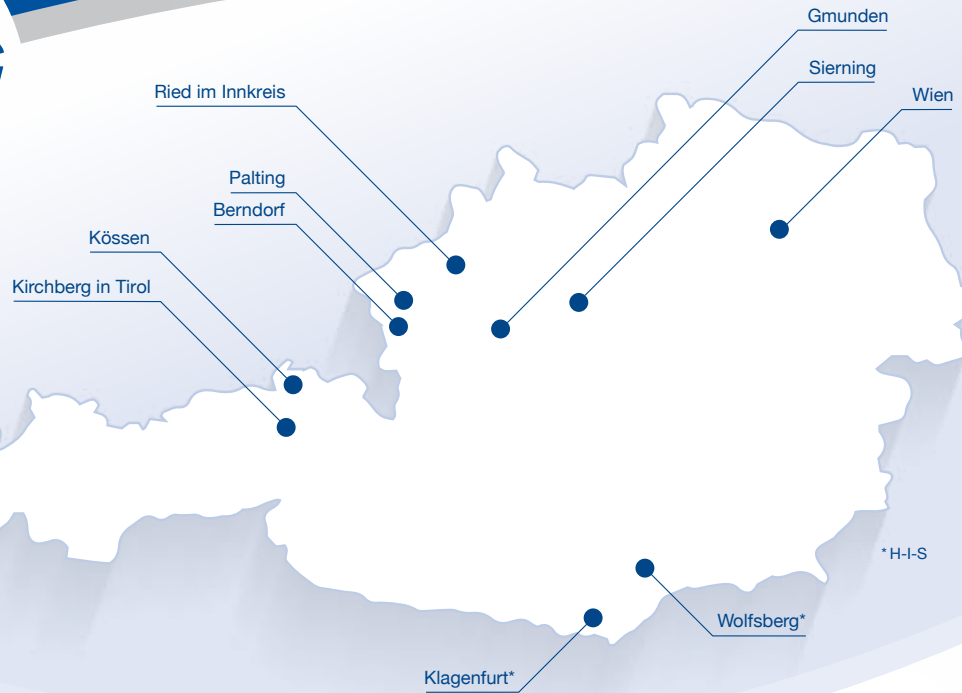 Gmunden
Sierning
Ried im Innkreis
Wien
Palting
Berndorf
Kössen
Kirchberg in Tirol
* H-I-S
Wolfsberg*
Klagenfurt*